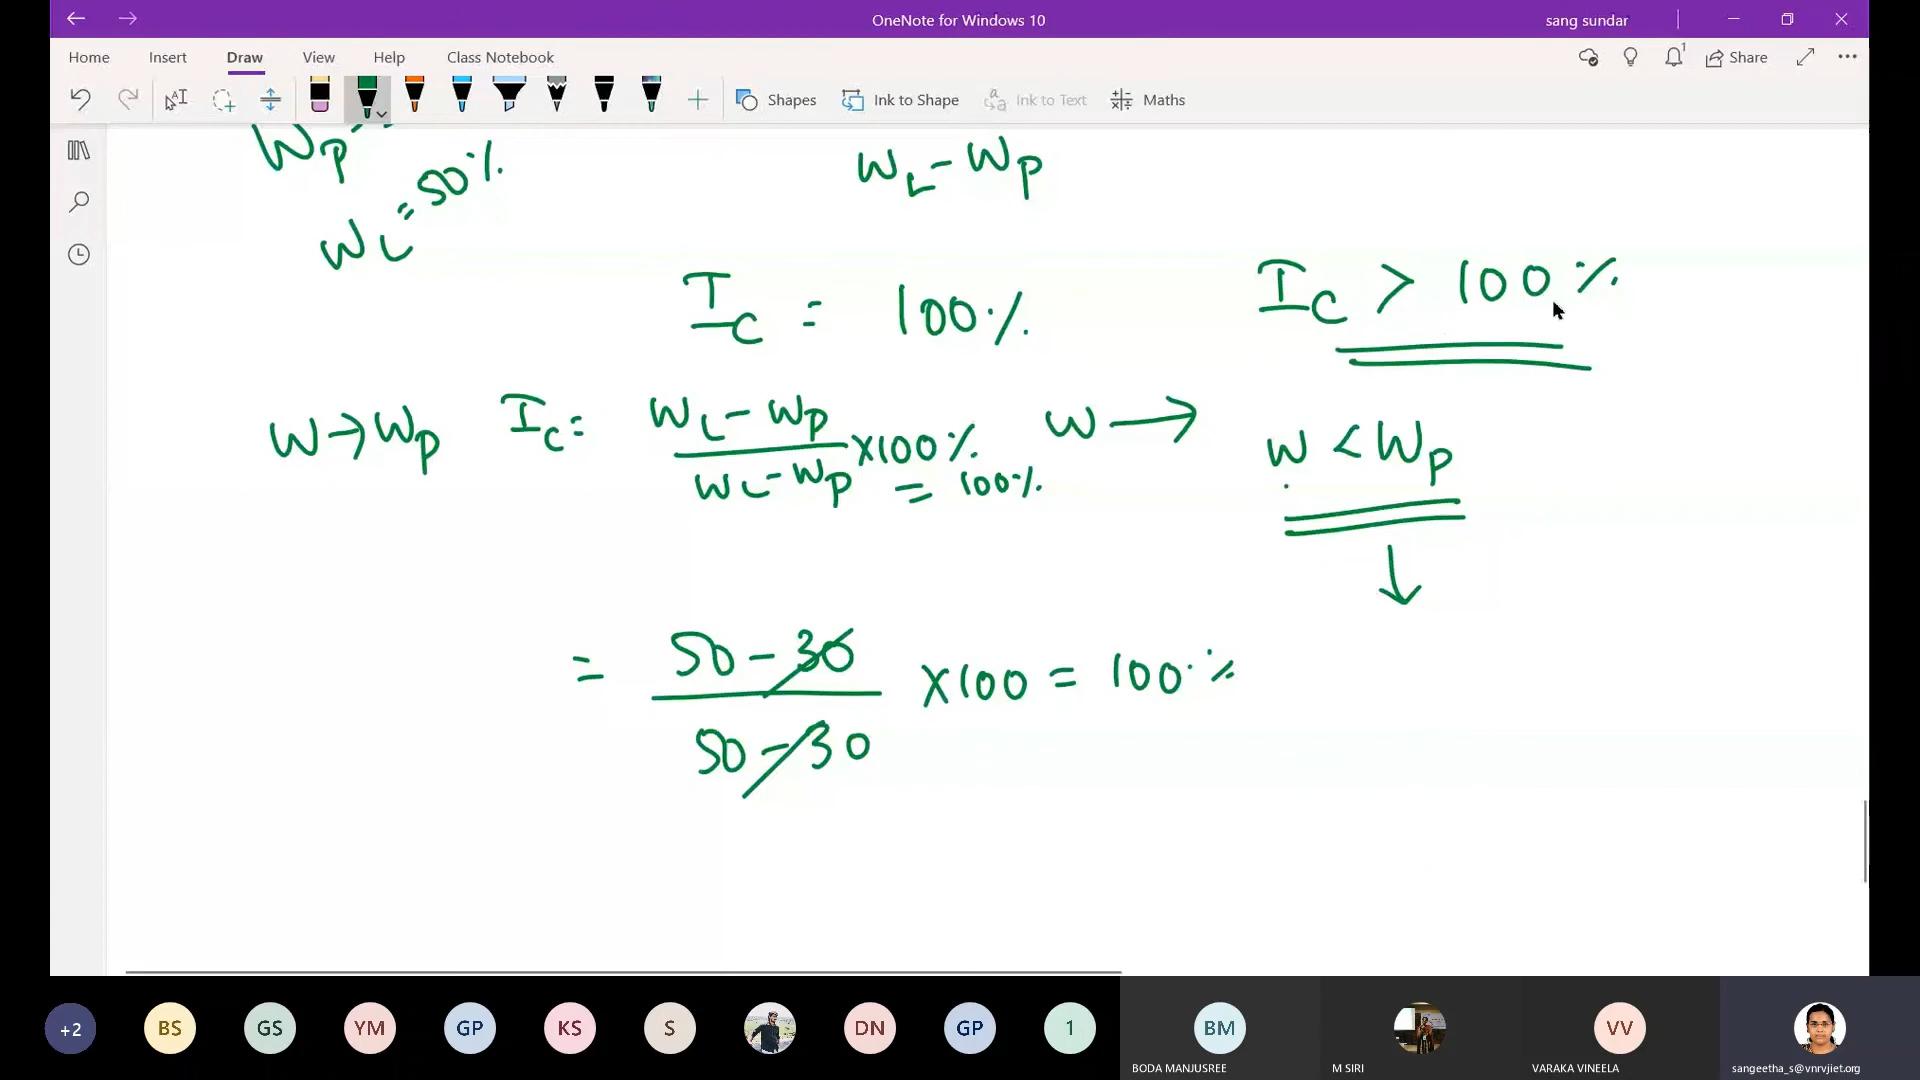 OneNote for Windows 10
sang sundar
Home Insert Draw View Help Class Notebook
1
Share
Shapes
Ink to Shape
Ink to Text
Maths
Wp
WL = 50%
WL - Wp
Ic = 100%
Ic > 100%
W → Wp Ic = WL - Wp / WL - Wp ×100% = 100%
W →
W < Wp
↓
= 50 - 30 / 50 - 30 ×100 = 100%
+2 BS GS YM GP KS S DN GP 1 BM VV
BODA MANJUSREE
M SIRI
VARAKA VINEELA
sangeetha_s@vnrvjiet.org